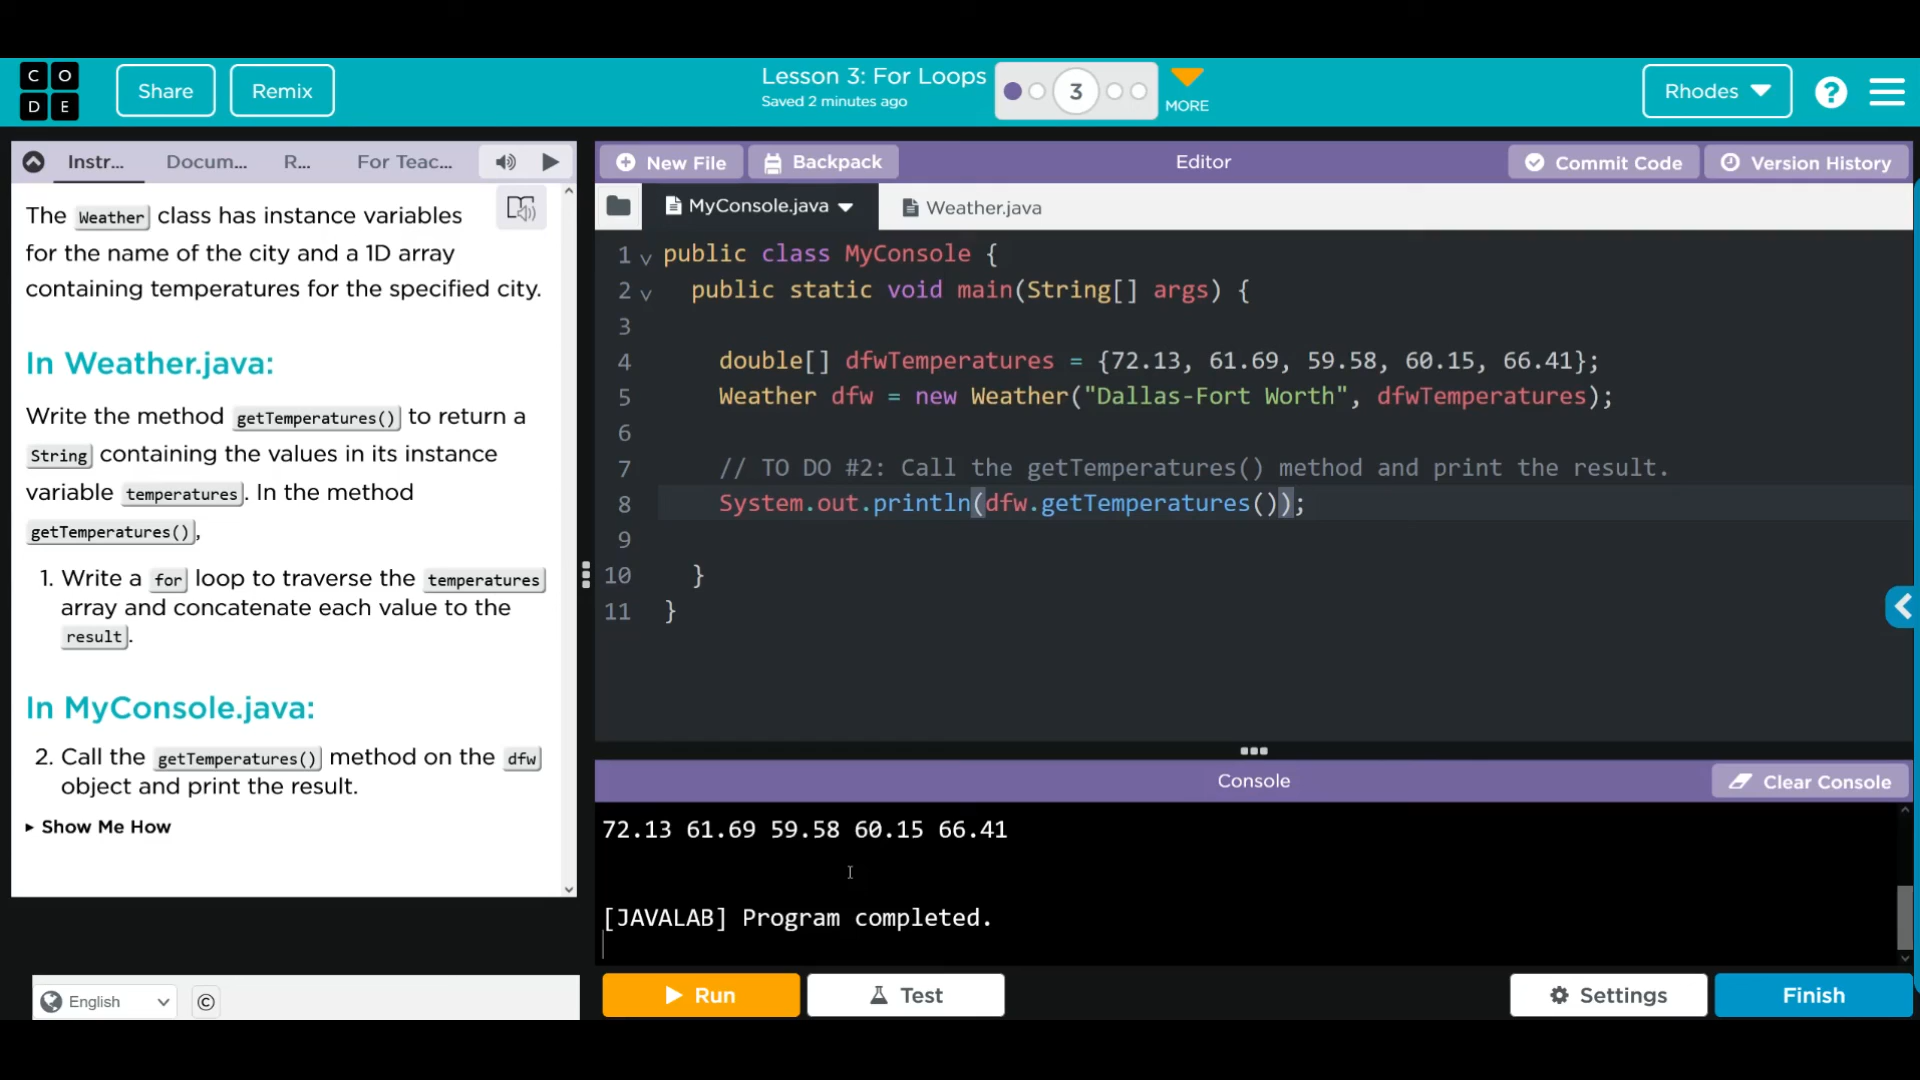 C O
D E
Share
Remix
Lesson 3: For Loops
Saved 2 minutes ago
3
MORE
Rhodes
?
Instr...
Docum...
R...
For Teac...
New File
Backpack
Editor
Commit Code
Version History
The Weather class has instance variables
for the name of the city and a 1D array
containing temperatures for the specified city.
In Weather.java:
Write the method getTemperatures() to return a
String containing the values in its instance
variable temperatures. In the method
getTemperatures(),
1. Write a for loop to traverse the temperatures
array and concatenate each value to the
result.
In MyConsole.java:
2. Call the getTemperatures() method on the dfw
object and print the result.
Show Me How
English
©
MyConsole.java
Weather.java
1 public class MyConsole {
2 public static void main(String[] args) {
3
4 double[] dfwTemperatures = {72.13, 61.69, 59.58, 60.15, 66.41};
5 Weather dfw = new Weather("Dallas-Fort Worth", dfwTemperatures);
6
7 // TO DO #2: Call the getTemperatures() method and print the result.
8 System.out.println(dfw.getTemperatures());
9
10 }
11 }
Console
Clear Console
72.13 61.69 59.58 60.15 66.41
[JAVALAB] Program completed.
Run
Test
Settings
Finish